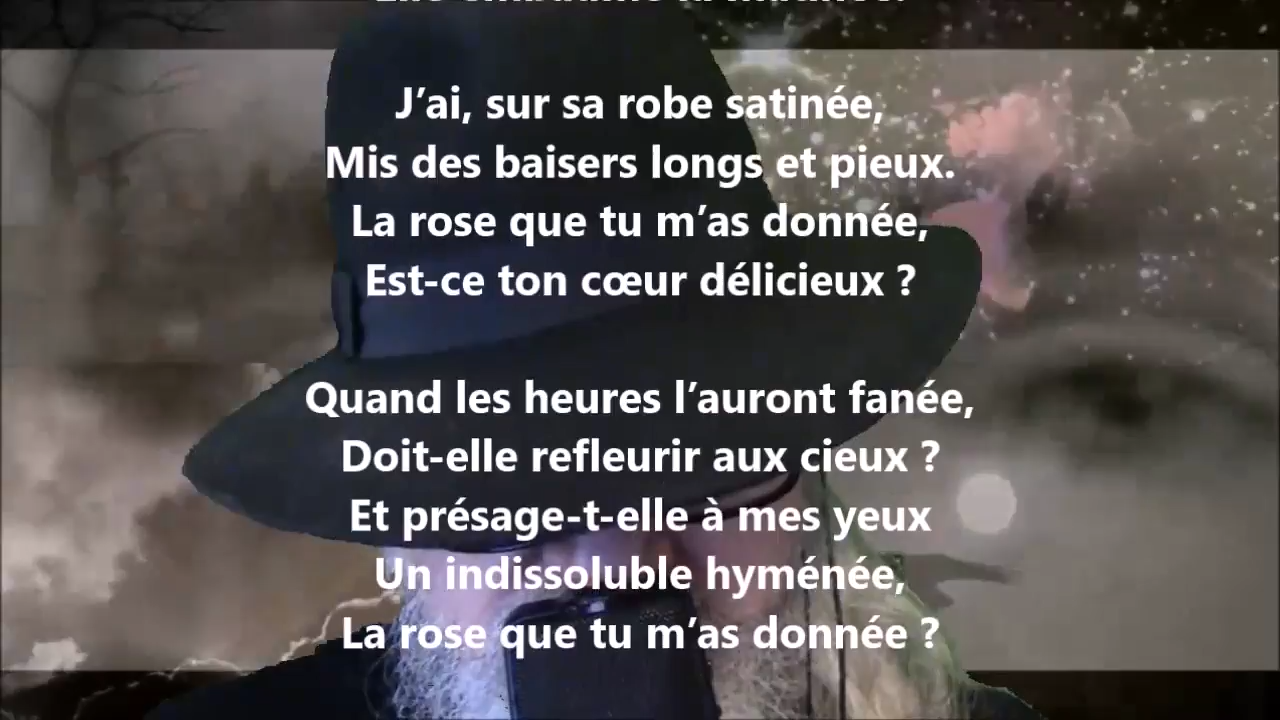 J’ai, sur sa robe satinée,
Mis des baisers longs et pieux.
La rose que tu m’as donnée,
Est-ce ton cœur délicieux ?
Quand les heures l’auront fanée,
Doit-elle refleurir aux cieux ?
Et présage-t-elle à mes yeux
Un indissoluble hyménée,
La rose que tu m’as donnée ?